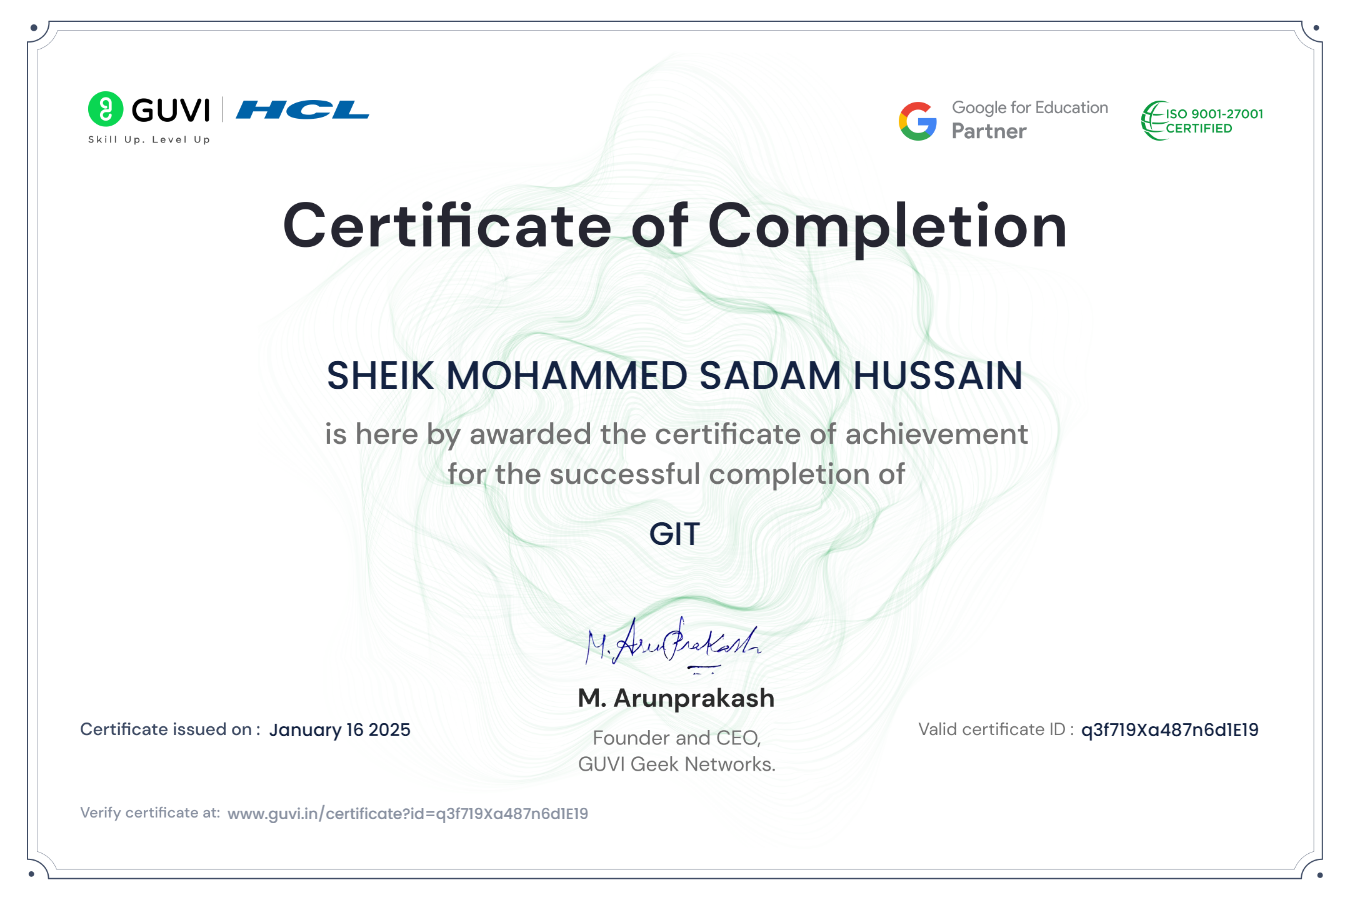 GUVI HCL
Skill Up. Level Up
Google for Education
Partner
ISO 9001-27001
CERTIFIED
Certificate of Completion
SHEIK MOHAMMED SADAM HUSSAIN
is here by awarded the certificate of achievement
for the successful completion of
GIT
M. Arunprakash
M. Arunprakash
Founder and CEO,
GUVI Geek Networks.
Certificate issued on : January 16 2025
Valid certificate ID : q3f719Xa487n6d1E19
Verify certificate at: www.guvi.in/certificate?id=q3f719Xa487n6d1E19